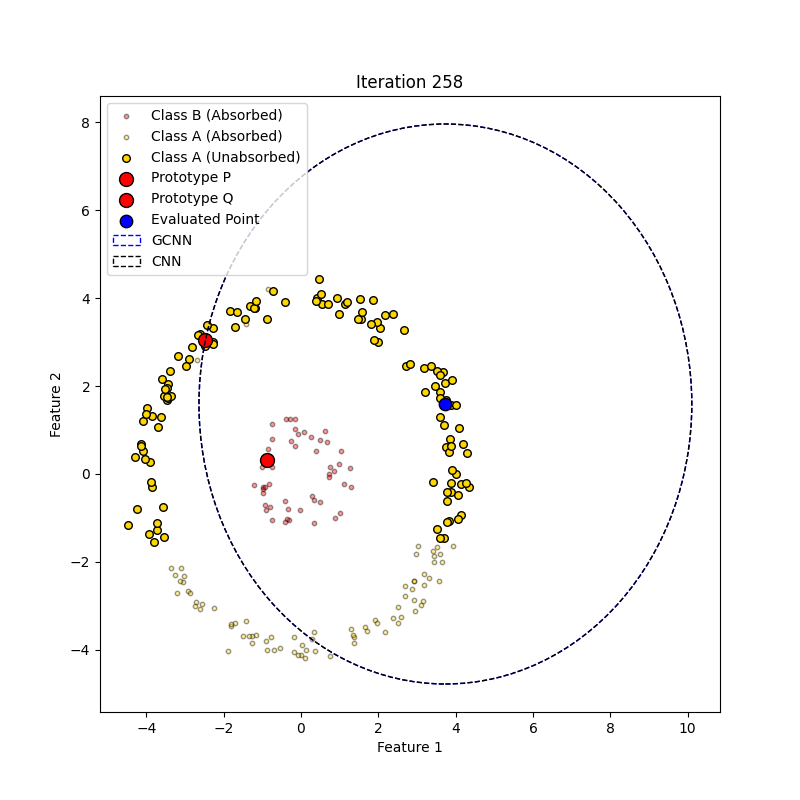 Iteration 258
Class B (Absorbed)
Class A (Absorbed)
Class A (Unabsorbed)
Prototype P
Prototype Q
Evaluated Point
GCNN
CNN
8
6
4
2
0
−2
−4
Feature 2
−4 −2 0 2 4 6 8 10
Feature 1